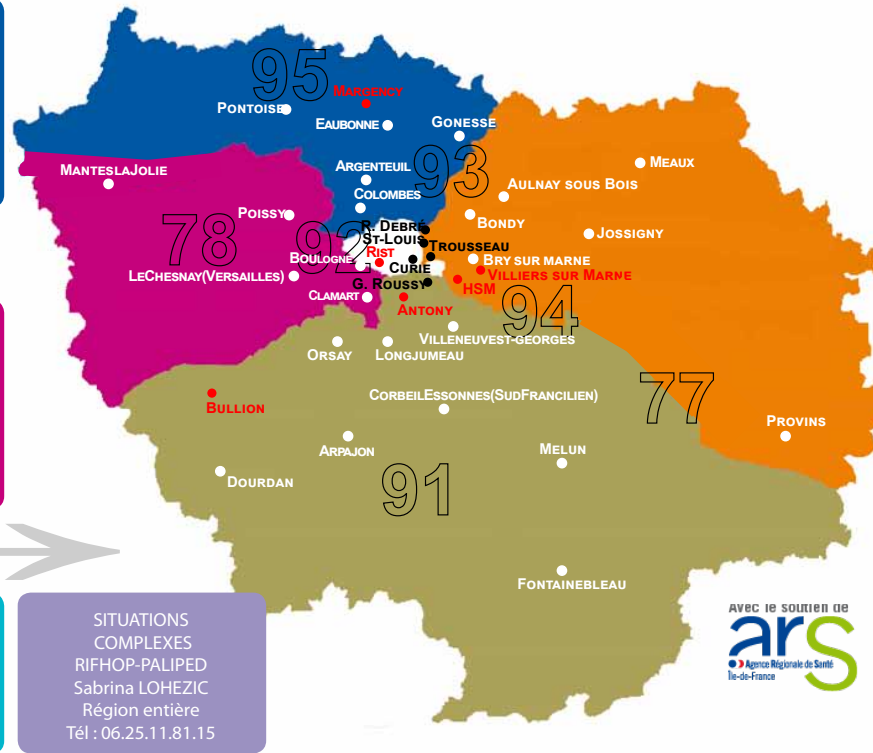 95
MARGENCY
PONTOISE
EAUBONNE
GONESSE
93
MANTESLAJOLIE
ARGENTEUIL
MEAUX
COLOMBES
AULNAY SOUS BOIS
78
POISSY
BONDY
92
R. DEBRÉ
ST-LOUIS
JOSSIGNY
TROUSSEAU
RIST
BOULOGNE
CURIE
BRY SUR MARNE
LECHESNAY(VERSAILLES)
VILLIERS SUR MARNE
G. ROUSSY
HSM
CLAMART
ANTONY
94
VILLENEUVEST-GEORGES
ORSAY
LONGJUMEAU
77
BULLION
CORBEILESSONNES(SUDFRANCILIEN)
PROVINS
ARPAJON
MELUN
DOURDAN
91
FONTAINEBLEAU
SITUATIONS
COMPLEXES
RIFHOP-PALIPED
Sabrina LOHEZIC
Région entière
Tél : 06.25.11.81.15
Avec le soutien de
ars
Agence Régionale de Santé
Île-de-France